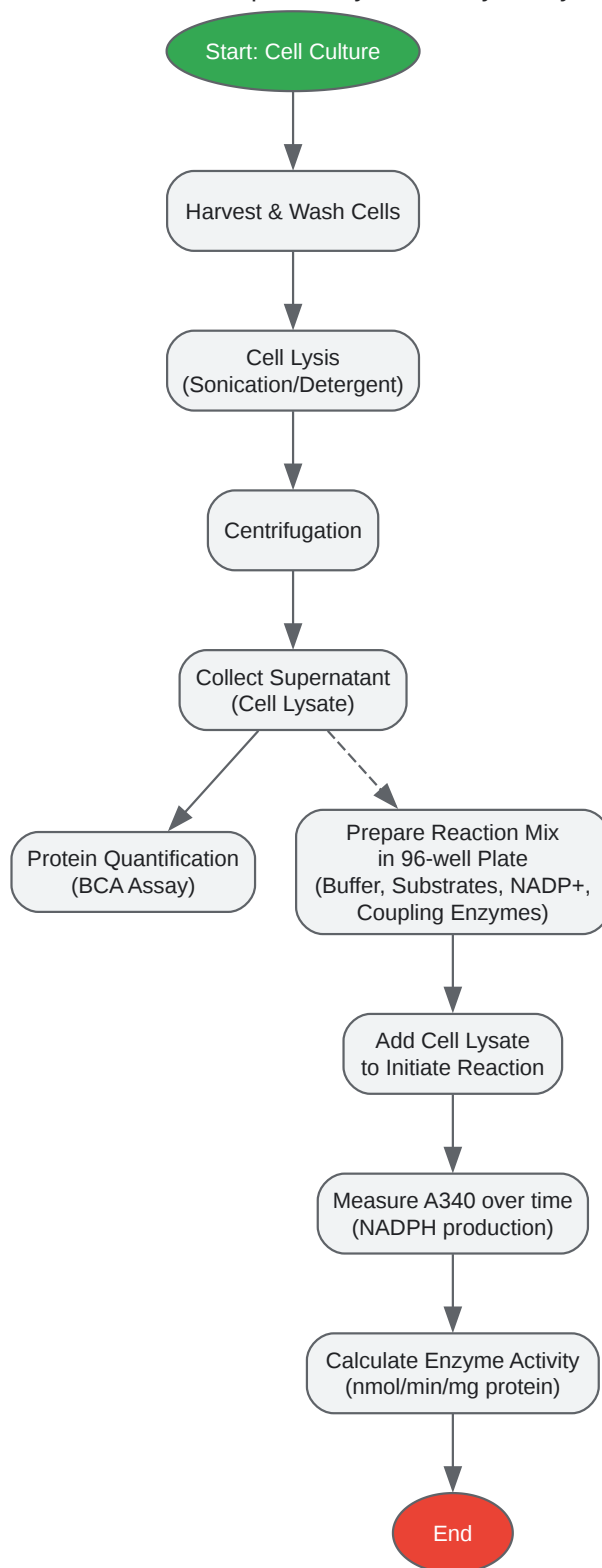 Start: Cell Culture
Harvest & Wash Cells
Cell Lysis
(Sonication/Detergent)
Centrifugation
Collect Supernatant
(Cell Lysate)
Protein Quantification
(BCA Assay)
Prepare Reaction Mix
in 96-well Plate
(Buffer, Substrates, NADP+,
Coupling Enzymes)
Add Cell Lysate
to Initiate Reaction
Measure A340 over time
(NADPH production)
Calculate Enzyme Activity
(nmol/min/mg protein)
End